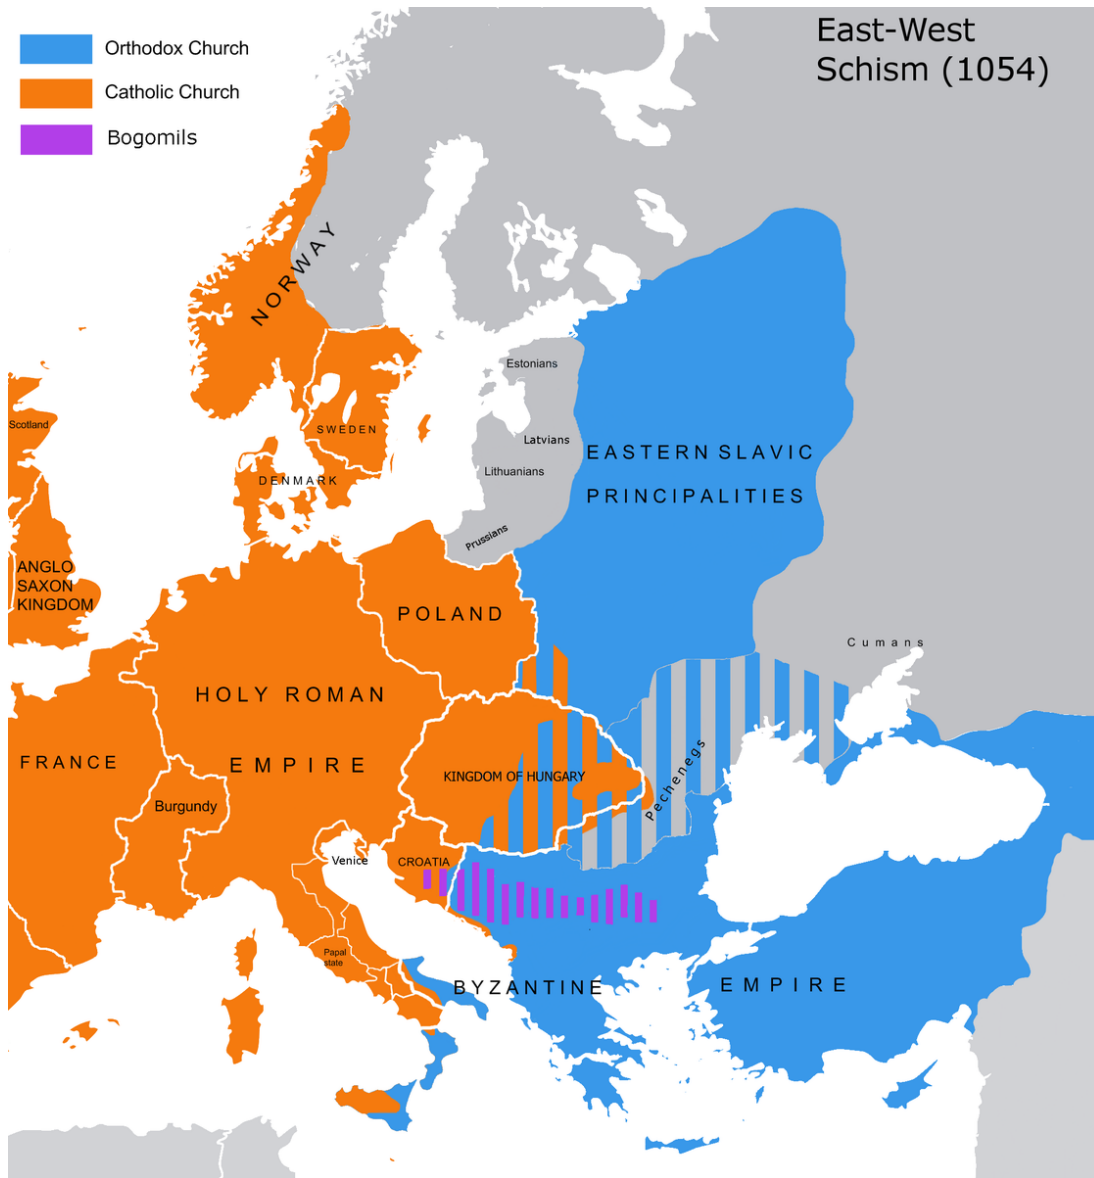 East-West
Schism (1054)
Orthodox Church
Catholic Church
Bogomils
NORWAY
Estonians
Scotland
SWEDEN
Latvians
EASTERN SLAVIC
PRINCIPALITIES
Lithuanians
DENMARK
Prussians
ANGLO
SAXON
KINGDOM
POLAND
Cumans
HOLY ROMAN
EMPIRE
FRANCE
KINGDOM OF HUNGARY
Pechenegs
Burgundy
Venice
CROATIA
Papal
state
BYZANTINE
EMPIRE